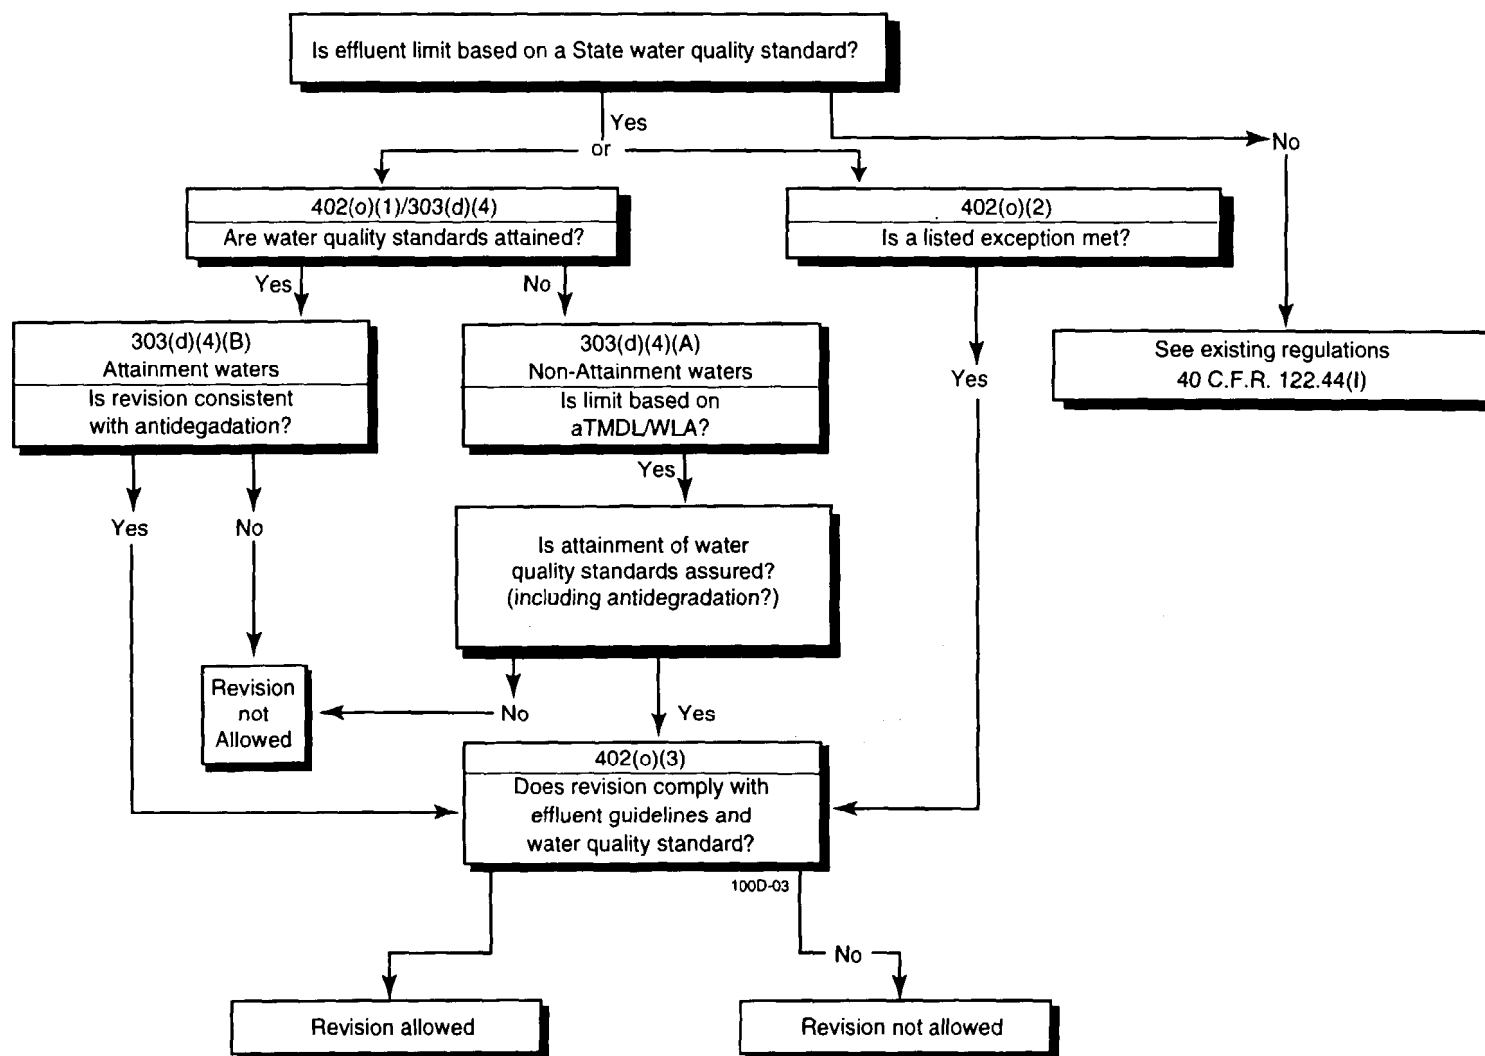 Is effluent limit based on a State water quality standard?
Yes
or
No
402(o)(1)/303(d)(4)
Are water quality standards attained?
402(o)(2)
Is a listed exception met?
Yes
No
303(d)(4)(B)
Attainment waters
Is revision consistent
with antidegadation?
303(d)(4)(A)
Non-Attainment waters
Is limit based on
aTMDL/WLA?
Yes
See existing regulations
40 C.F.R. 122.44(l)
Yes
Yes
No
Is attainment of water
quality standards assured?
(including antidegradation?)
Revision
not
Allowed
No
Yes
402(o)(3)
Does revision comply with
effluent guidelines and
water quality standard?
100D-03
No
Revision allowed
Revision not allowed